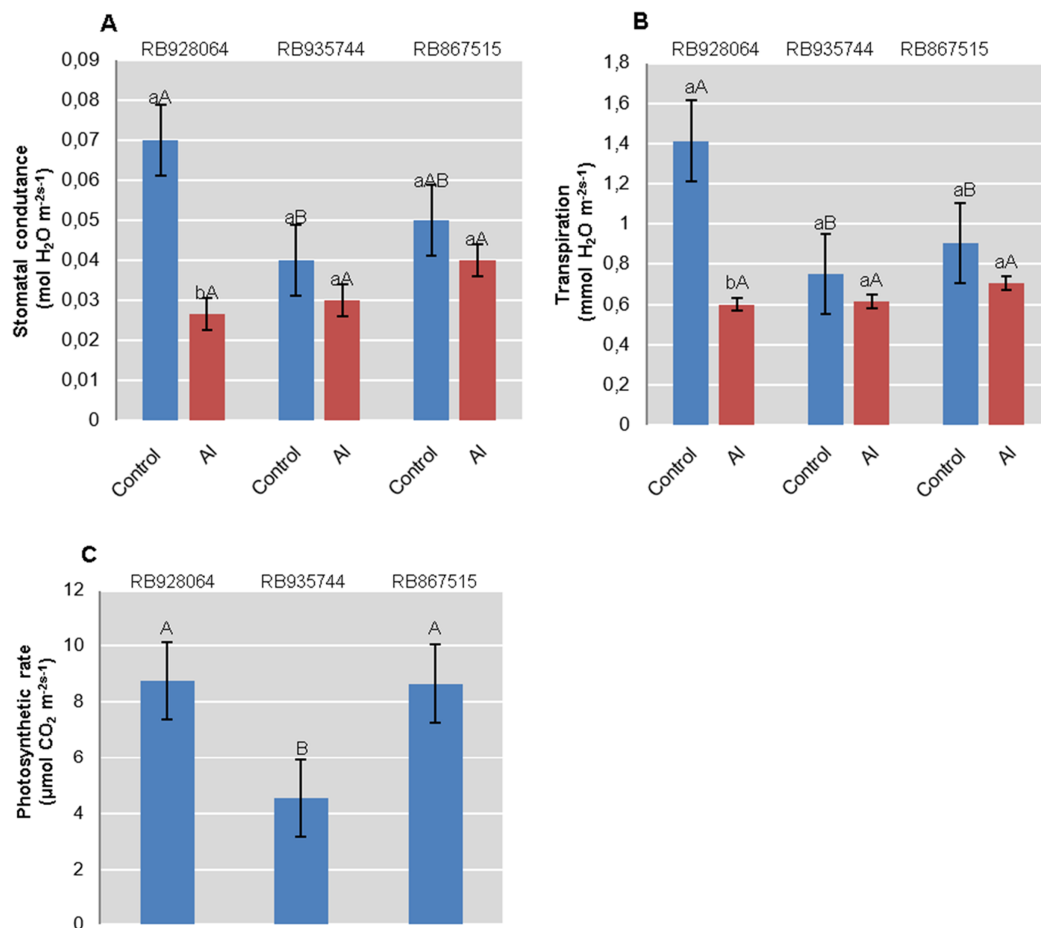 A
RB928064 RB935744 RB867515
0,09
0,08
0,07
0,06
0,05
0,04
0,03
0,02
0,01
0
Stomatal condutance
(mol H₂O m⁻²s⁻¹)
aA
bA
aB
aA
aAB
aA
Control Al Control Al Control Al
B
RB928064 RB935744 RB867515
1,8
1,6
1,4
1,2
1
0,8
0,6
0,4
0,2
0
Transpiration
(mmol H₂O m⁻²s⁻¹)
aA
bA
aB
aA
aB
aA
Control Al Control Al Control Al
C
RB928064 RB935744 RB867515
12
10
8
6
4
2
0
Photosynthetic rate
(µmol CO₂ m⁻²s⁻¹)
A
B
A